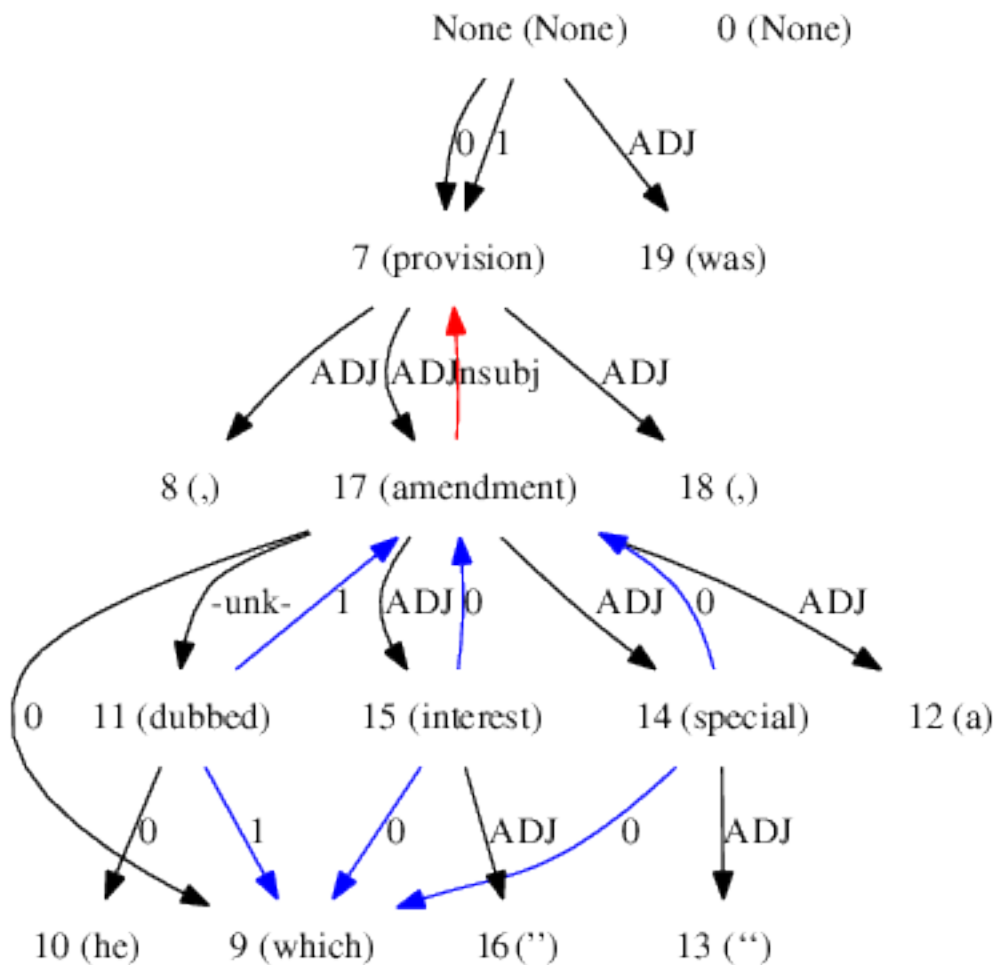 None (None) 0 (None)
0 1 ADJ
7 (provision) 19 (was)
ADJ ADJ nsubj ADJ
8 (,) 17 (amendment) 18 (,)
-unk- 1 ADJ 0 ADJ 0 ADJ
0 11 (dubbed) 15 (interest) 14 (special) 12 (a)
0 1 0 ADJ 0 ADJ
10 (he) 9 (which) 16 (’’) 13 (‘‘)